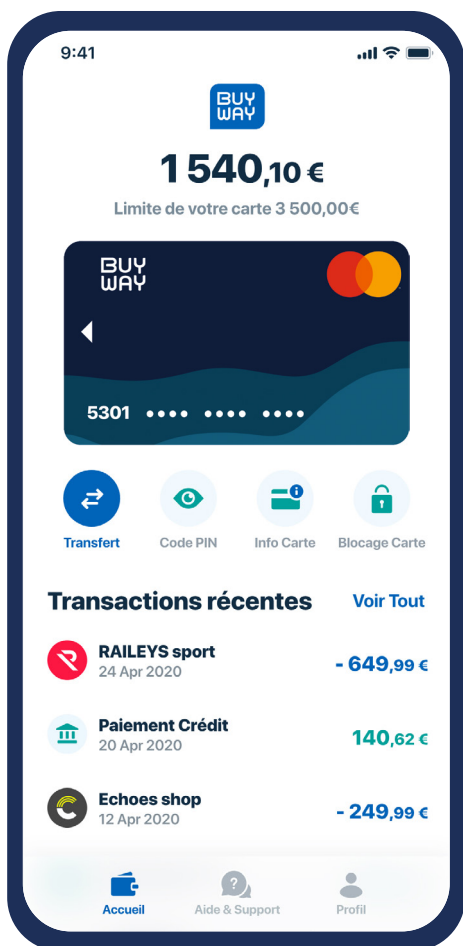 9:41
BUY
WAY
1 540,10 €
Limite de votre carte 3 500,00€
BUY
WAY
5301 •••• •••• ••••
Transfert Code PIN Info Carte Blocage Carte
Transactions récentes Voir Tout
RAILEYS sport
24 Apr 2020
- 649,99 €
Paiement Crédit
20 Apr 2020
140,62 €
Echoes shop
12 Apr 2020
- 249,99 €
Accueil Aide & Support Profil